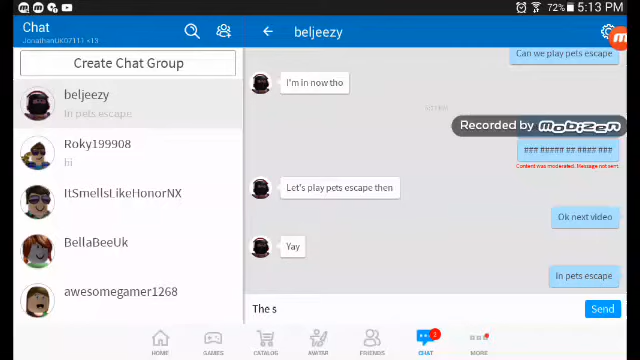 72% 5:13 PM
Chat
JonathanUK07111 <13
beljeezy
Create Chat Group
beljeezy
In pets escape
Roky199908
hi
ItSmellsLikeHonorNX
BellaBeeUk
awesomegamer1268
Can we play pets escape
I'm in now tho
Recorded by mobizen
### ##### ## #### ###
Content was moderated. Message not sent.
Let's play pets escape then
Ok next video
Yay
In pets escape
The s
Send
HOME
GAMES
CATALOG
AVATAR
FRIENDS
CHAT
MORE